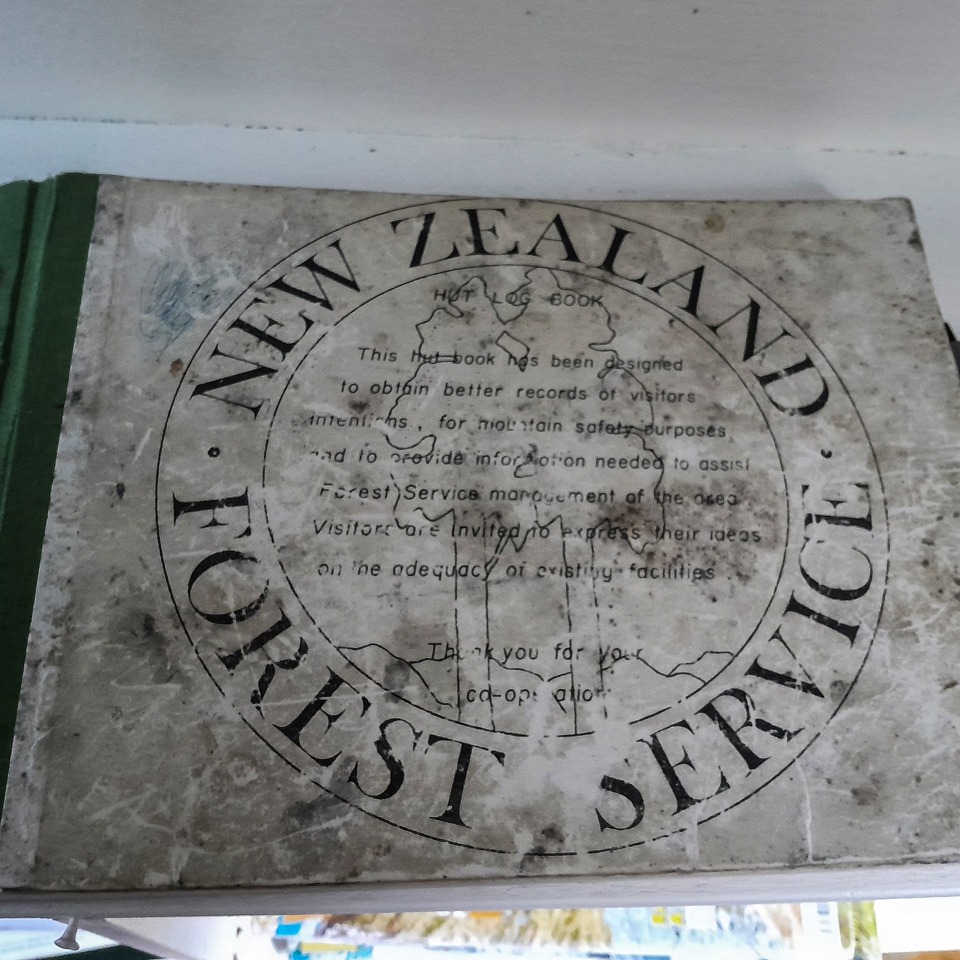 NEW ZEALAND
HUT LOG BOOK
This hut book has been designed
to obtain better records of visitors
intentions, for mountain safety purposes
and to provide information needed to assist
Forest Service management of the area
Visitors are invited to express their ideas
on the adequacy of existing facilities
Thank you for your
co-operation
FOREST SERVICE